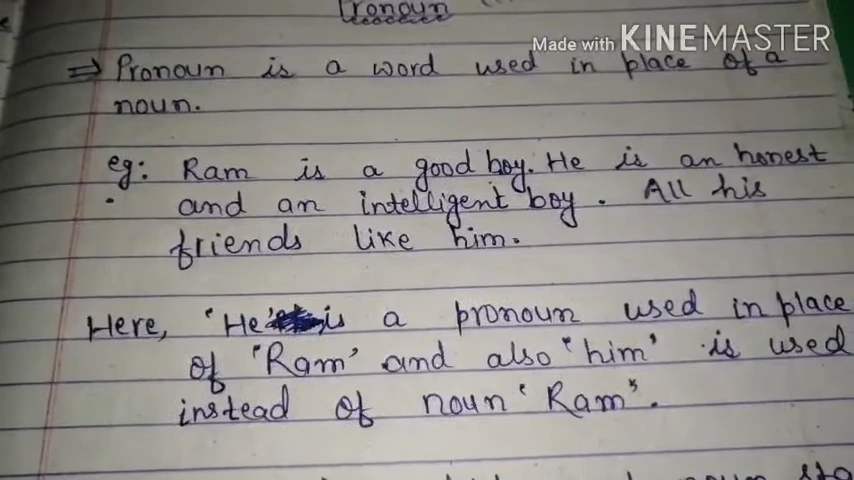 Pronoun
Made with KINEMASTER
⇒ Pronoun is a word used in place of a
noun.
eg: Ram is a good boy. He is an honest
and an intelligent boy. All his
friends like him.
Here, 'He' is a pronoun used in place
of 'Ram' and also 'him' is used
instead of noun 'Ram'.